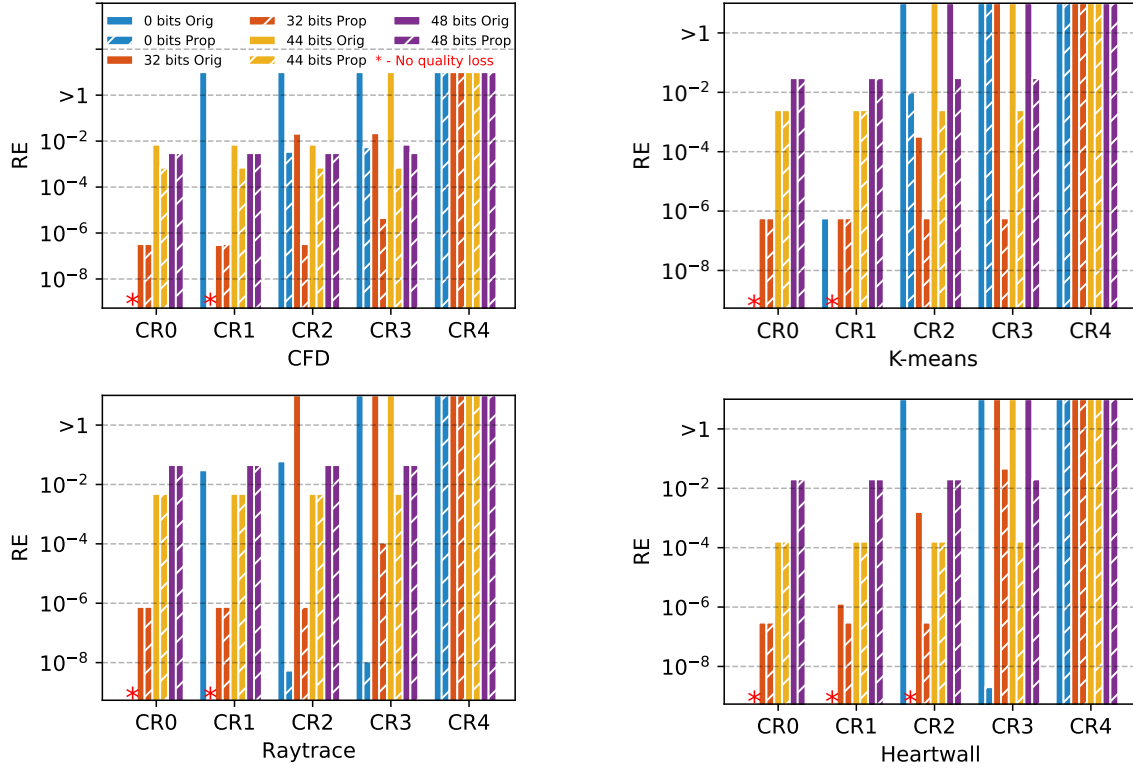 0 bits Orig
0 bits Prop
32 bits Orig
32 bits Prop
44 bits Orig
44 bits Prop
48 bits Orig
48 bits Prop
* - No quality loss
RE
>1
10⁻²
10⁻⁴
10⁻⁶
10⁻⁸
* *
CR0 CR1 CR2 CR3 CR4
CFD
RE
>1
10⁻²
10⁻⁴
10⁻⁶
10⁻⁸
* *
CR0 CR1 CR2 CR3 CR4
K-means
RE
>1
10⁻²
10⁻⁴
10⁻⁶
10⁻⁸
* *
CR0 CR1 CR2 CR3 CR4
Raytrace
RE
>1
10⁻²
10⁻⁴
10⁻⁶
10⁻⁸
* * *
CR0 CR1 CR2 CR3 CR4
Heartwall